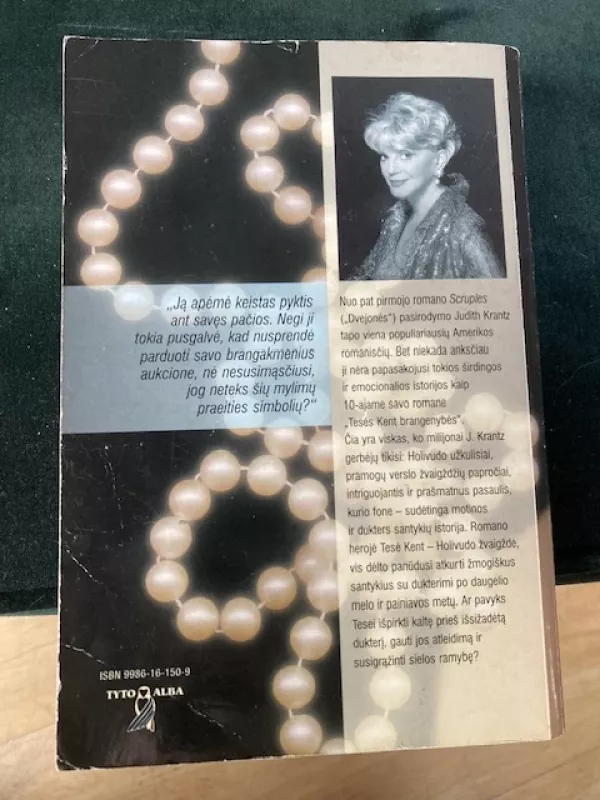 „Ją apėmė keistas pyktis
ant savęs pačios. Negi ji
tokia pusgalvė, kad nusprendė
parduoti savo brangakmenius
aukcione, nė nesusimąsčiusi,
jog neteks šių mylimų
praeities simbolių?“
Nuo pat pirmojo romano Scruples
(„Dvejonės“) pasirodymo Judith Krantz
tapo viena populiariausių Amerikos
romanisčių. Bet niekada anksčiau
ji nėra papasakojusi tokios širdingos
ir emocionalios istorijos kaip
10-ajame savo romane
„Tesės Kent brangenybės“.
Čia yra viskas, ko milijonai J. Krantz
gerbėjų tikisi: Holivudo užkulisiai,
pramogų verslo žvaigždžių papročiai,
intriguojantis ir prašmatnus pasaulis,
kurio fone – sudėtinga motinos
ir dukters santykių istorija. Romano
herojė Tesė Kent – Holivudo žvaigždė,
vis dėlto panūdusi atkurti žmogiškus
santykius su dukterimi po daugelio
melo ir painiavos metų. Ar pavyks
Tesei išpirkti kaltę prieš išsižadėtą
dukterį, gauti jos atleidimą ir
susigrąžinti sielos ramybę?
ISBN 9986-16-150-9
TYTO ALBA